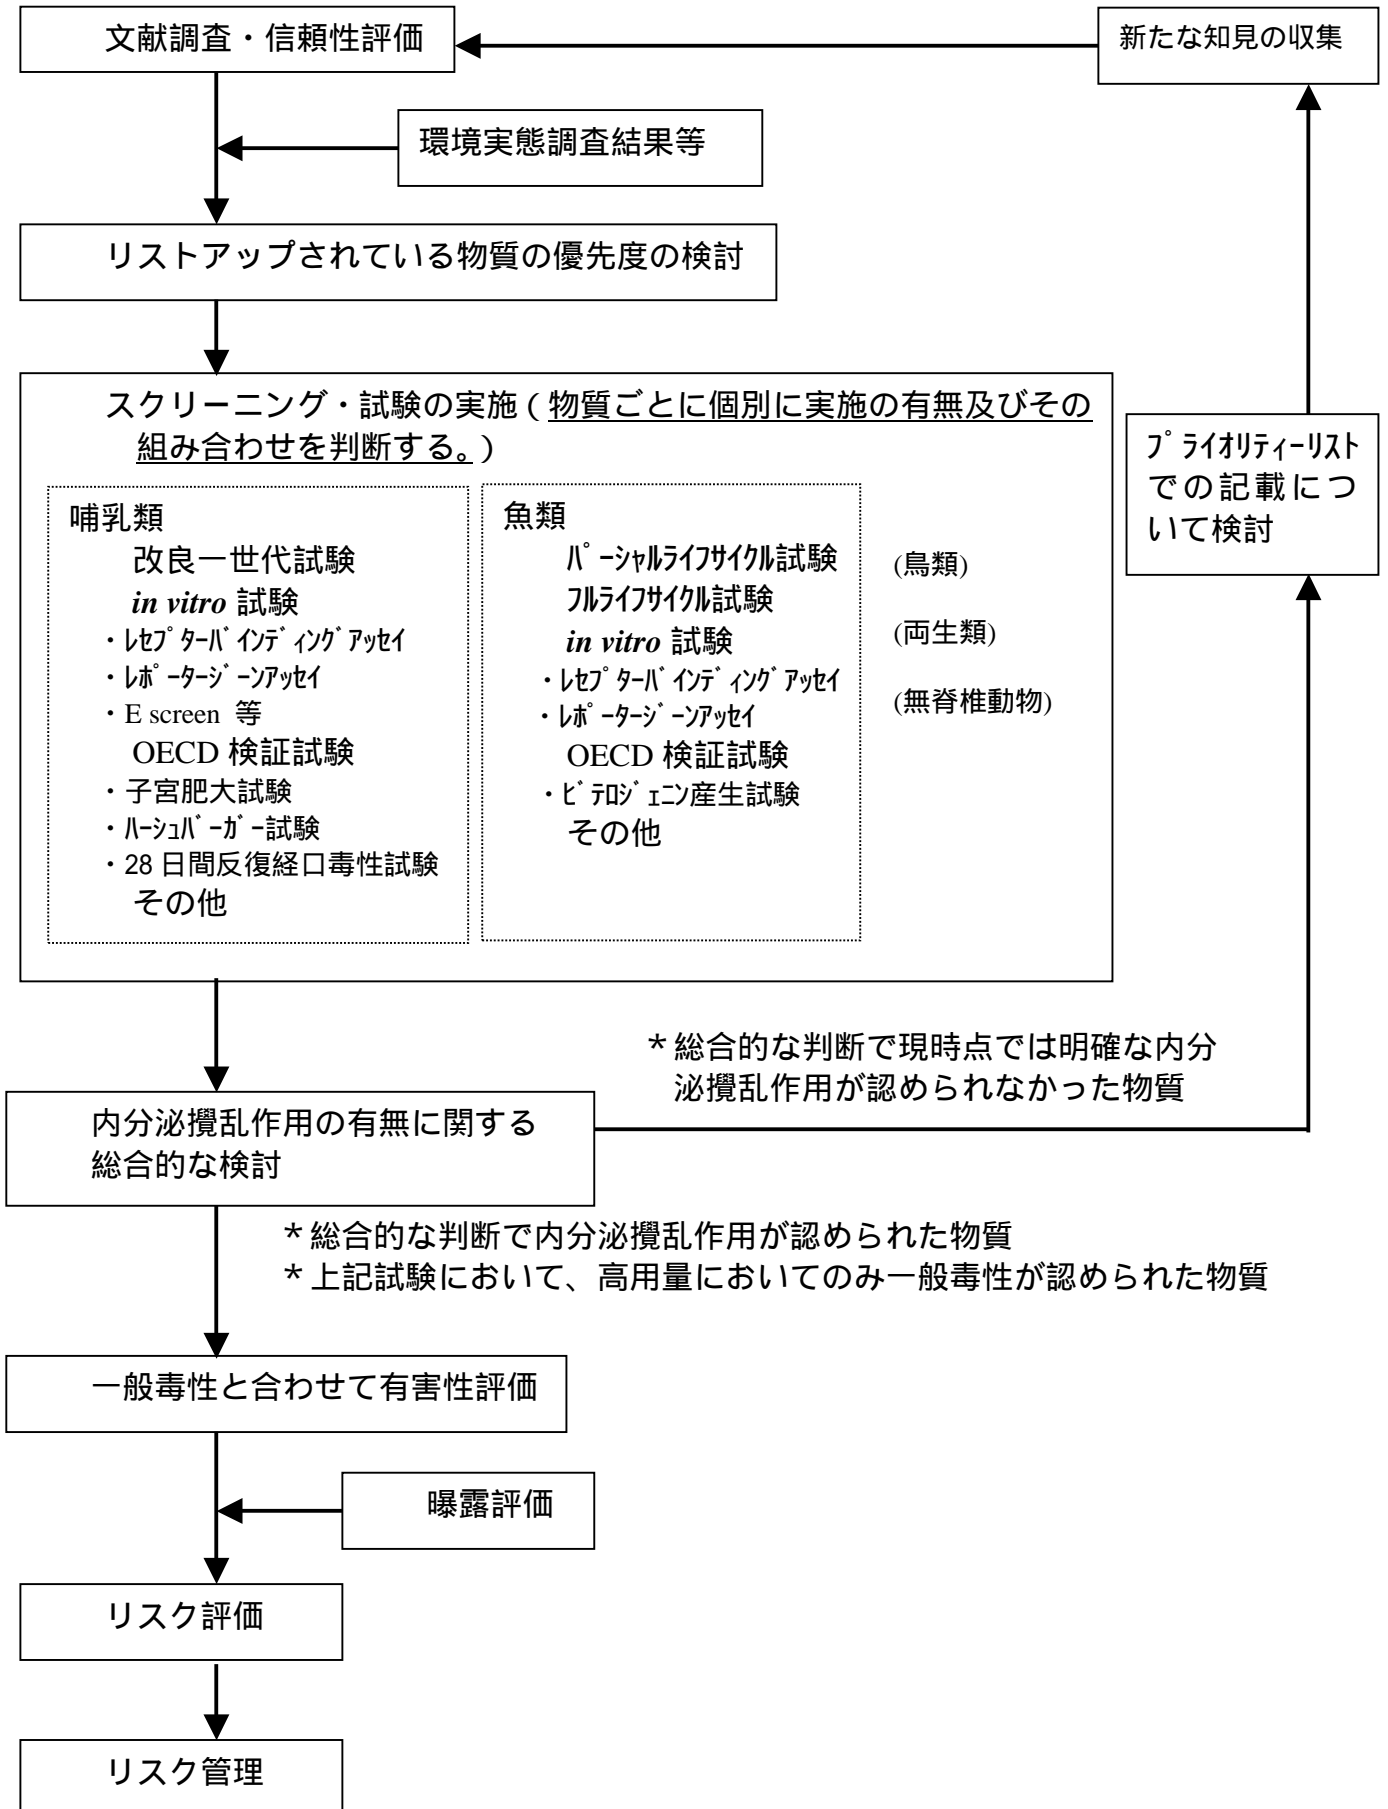 文献調査・信頼性評価
新たな知見の収集
環境実態調査結果等
リストアップされている物質の優先度の検討
スクリーニング・試験の実施(物質ごとに個別に実施の有無及びその
組み合わせを判断する。)
哺乳類
改良一世代試験
in vitro 試験
・ﾚｾﾌﾟﾀｰﾊﾞｲﾝﾃﾞｨﾝｸﾞｱｯｾｲ
・ﾚﾎﾟｰﾀｰｼﾞｰﾝｱｯｾｲ
・E screen 等
OECD 検証試験
・子宮肥大試験
・ﾊｰｼｭﾊﾞｰｶﾞｰ試験
・28 日間反復経口毒性試験
その他
魚類
ﾊﾟｰｼｬﾙﾗｲﾌｻｲｸﾙ試験
ﾌﾙﾗｲﾌｻｲｸﾙ試験
in vitro 試験
・ﾚｾﾌﾟﾀｰﾊﾞｲﾝﾃﾞｨﾝｸﾞｱｯｾｲ
・ﾚﾎﾟｰﾀｰｼﾞｰﾝｱｯｾｲ
OECD 検証試験
・ﾋﾞﾃﾛｼﾞｪﾆﾝ産生試験
その他
(鳥類)
(両生類)
(無脊椎動物)
ﾌﾟﾗｲｵﾘﾃｨｰﾘｽﾄ
での記載につ
いて検討
＊総合的な判断で現時点では明確な内分
泌攪乱作用が認められなかった物質
内分泌攪乱作用の有無に関する
総合的な検討
＊総合的な判断で内分泌攪乱作用が認められた物質
＊上記試験において、高用量においてのみ一般毒性が認められた物質
一般毒性と合わせて有害性評価
曝露評価
リスク評価
リスク管理